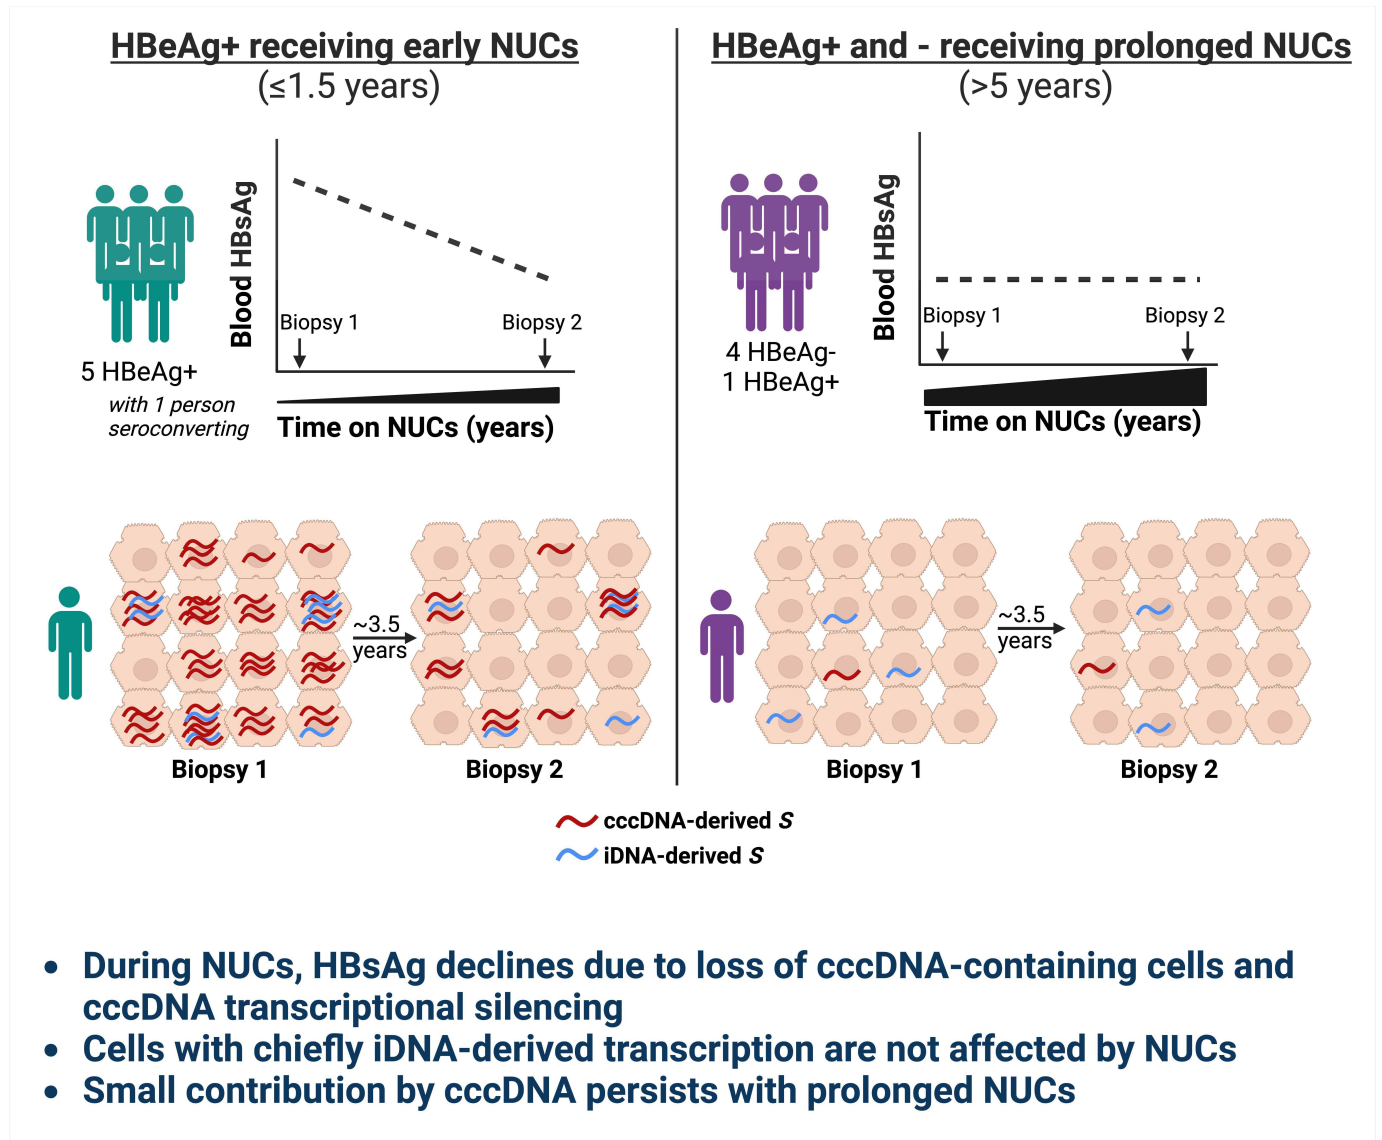 HBeAg+ receiving early NUCs
(≤1.5 years)
Blood HBsAg
Biopsy 1
Biopsy 2
5 HBeAg+
with 1 person
seroconverting
Time on NUCs (years)
~3.5
years
Biopsy 1
Biopsy 2
HBeAg+ and - receiving prolonged NUCs
(>5 years)
Blood HBsAg
Biopsy 1
Biopsy 2
4 HBeAg-
1 HBeAg+
Time on NUCs (years)
~3.5
years
Biopsy 1
Biopsy 2
cccDNA-derived S
iDNA-derived S
• During NUCs, HBsAg declines due to loss of cccDNA-containing cells and
cccDNA transcriptional silencing
• Cells with chiefly iDNA-derived transcription are not affected by NUCs
• Small contribution by cccDNA persists with prolonged NUCs